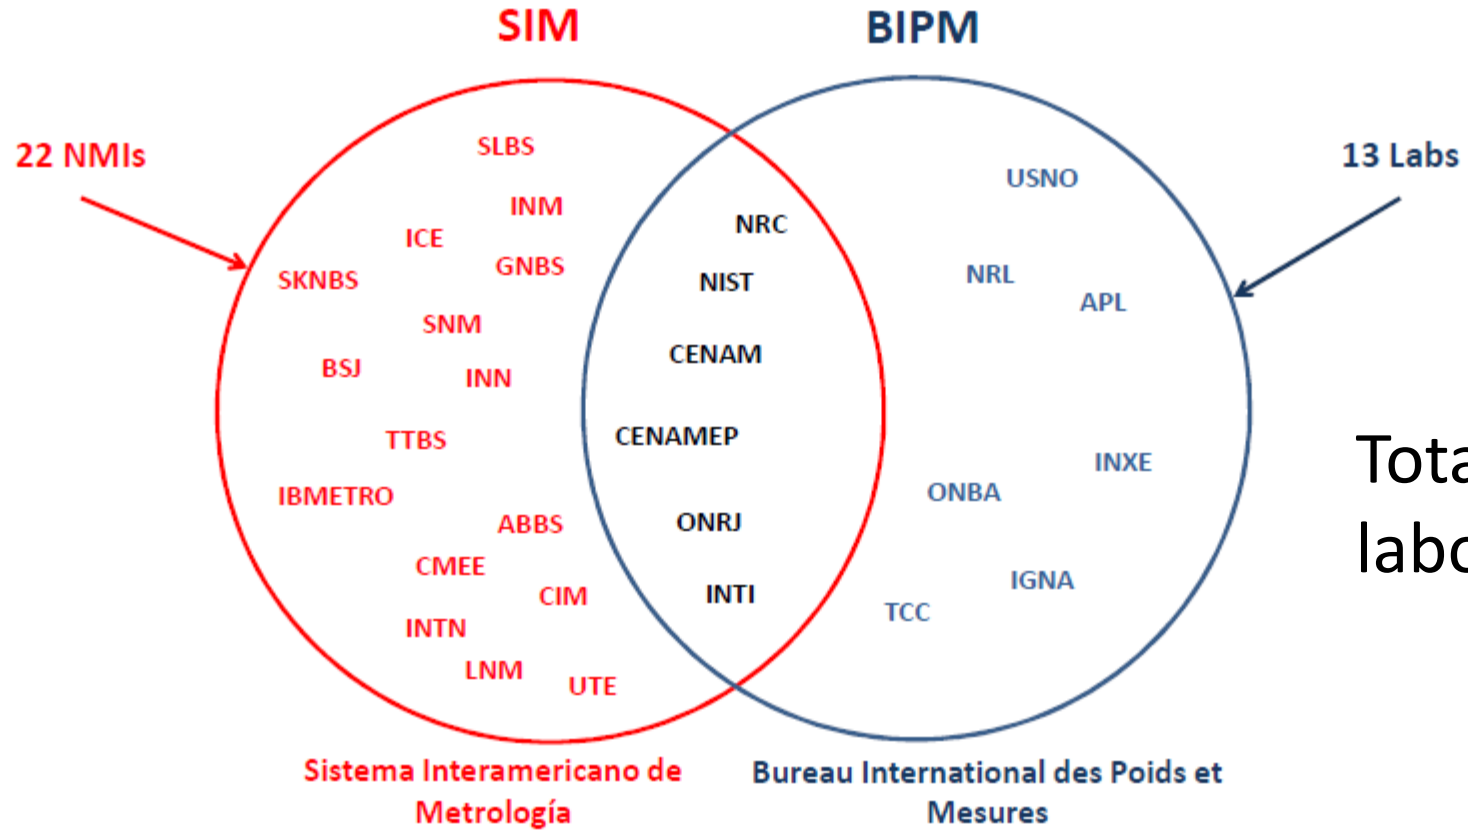 SIM
BIPM
22 NMIs
13 Labs
SLBS
USNO
INM
NRC
ICE
GNBS
SKNBS
NIST
NRL
APL
SNM
CENAM
BSJ
INN
TTBS
CENAMEP
INXE
IBMETRO
ONBA
ABBS
ONRJ
CMEE
IGNA
CIM
INTI
TCC
INTN
LNM
UTE
Sistema Interamericano de
Metrología
Bureau International des Poids et
Mesures